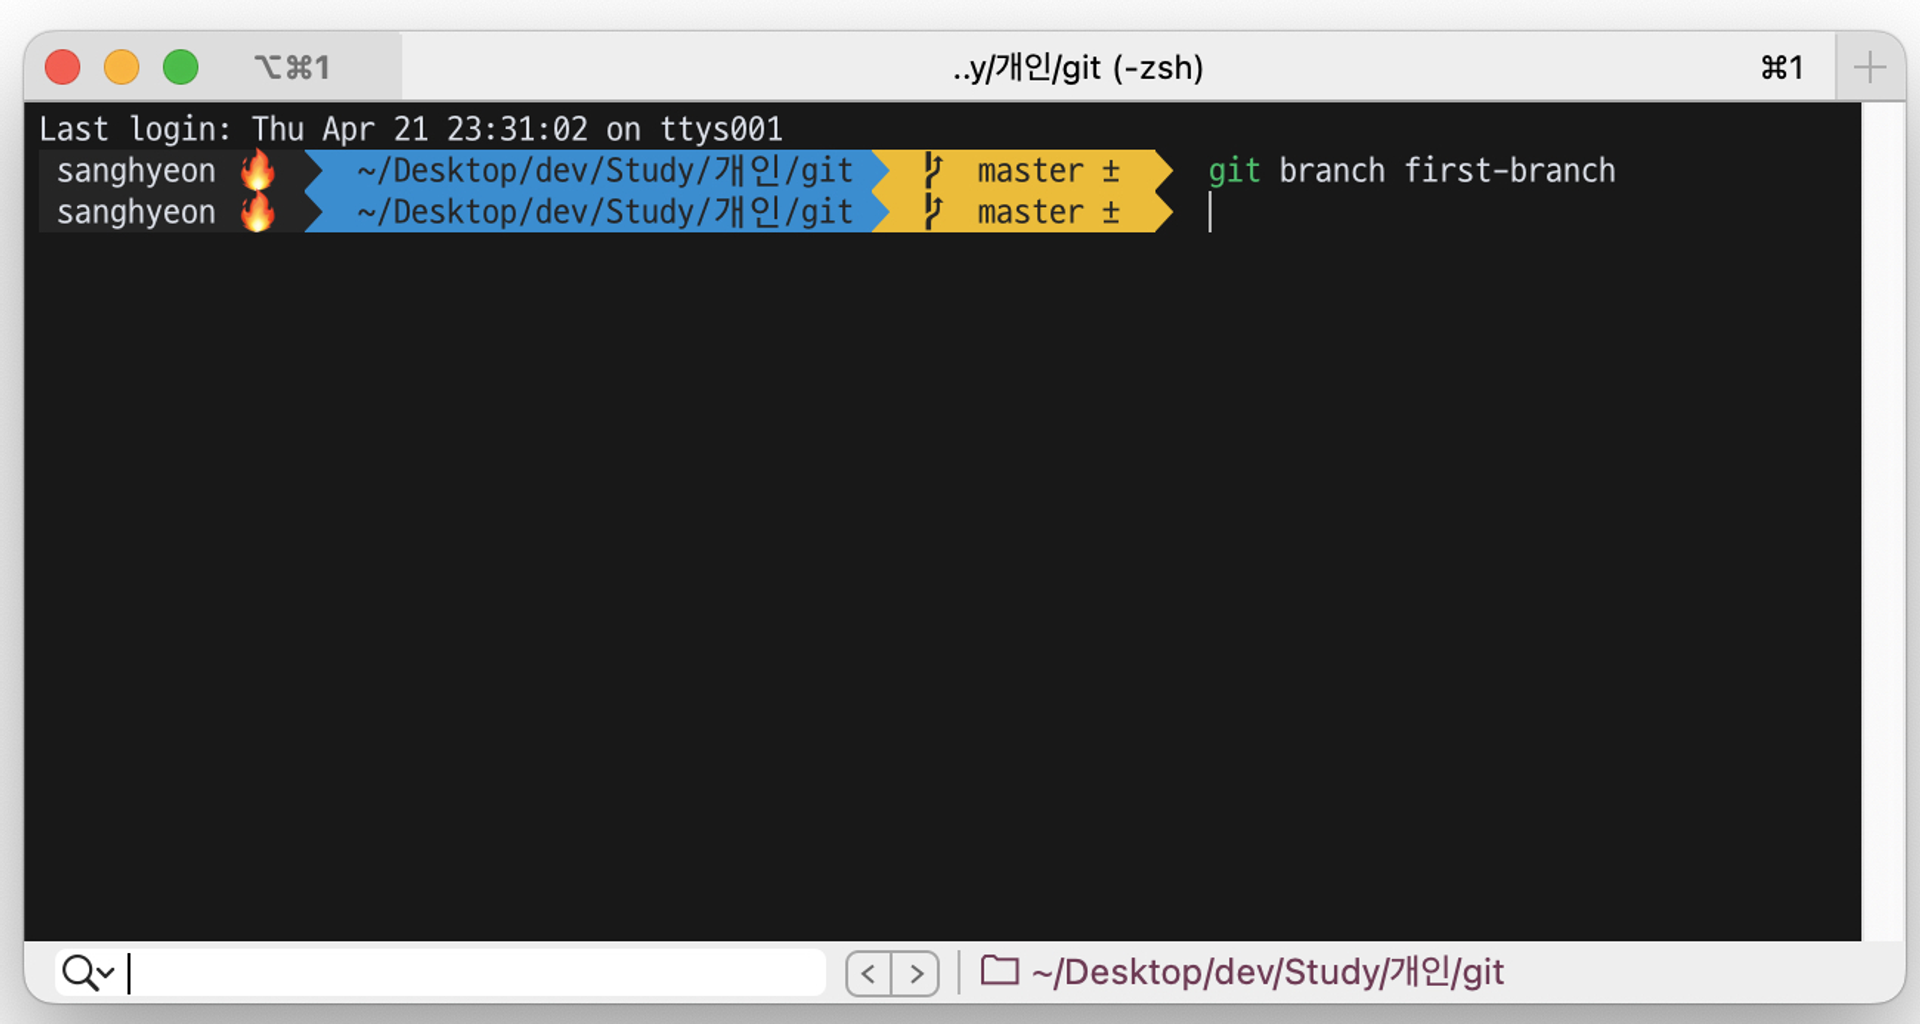 ⌥⌘1 ..y/개인/git (-zsh) ⌘1
Last login: Thu Apr 21 23:31:02 on ttys001
sanghyeon 🔥 ~/Desktop/dev/Study/개인/git master ± git branch first-branch
sanghyeon 🔥 ~/Desktop/dev/Study/개인/git master ±
~/Desktop/dev/Study/개인/git